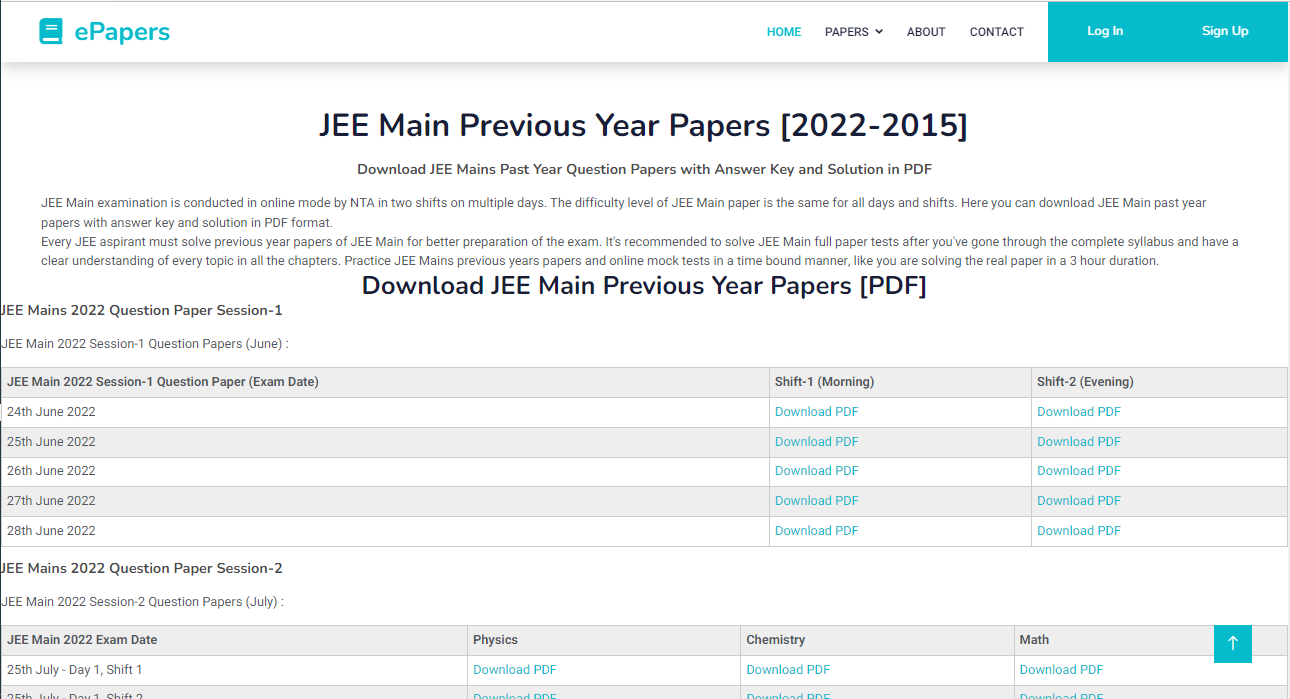 ePapers
HOME PAPERS ABOUT CONTACT Log In Sign Up
JEE Main Previous Year Papers [2022-2015]
Download JEE Mains Past Year Question Papers with Answer Key and Solution in PDF
JEE Main examination is conducted in online mode by NTA in two shifts on multiple days. The difficulty level of JEE Main paper is the same for all days and shifts. Here you can download JEE Main past year
papers with answer key and solution in PDF format.
Every JEE aspirant must solve previous year papers of JEE Main for better preparation of the exam. It's recommended to solve JEE Main full paper tests after you've gone through the complete syllabus and have a
clear understanding of every topic in all the chapters. Practice JEE Mains previous years papers and online mock tests in a time bound manner, like you are solving the real paper in a 3 hour duration.
Download JEE Main Previous Year Papers [PDF]
JEE Mains 2022 Question Paper Session-1
JEE Main 2022 Session-1 Question Papers (June) :
JEE Main 2022 Session-1 Question Paper (Exam Date) Shift-1 (Morning) Shift-2 (Evening)
24th June 2022 Download PDF Download PDF
25th June 2022 Download PDF Download PDF
26th June 2022 Download PDF Download PDF
27th June 2022 Download PDF Download PDF
28th June 2022 Download PDF Download PDF
JEE Mains 2022 Question Paper Session-2
JEE Main 2022 Session-2 Question Papers (July) :
JEE Main 2022 Exam Date Physics Chemistry Math
25th July - Day 1, Shift 1 Download PDF Download PDF Download PDF
25th July - Day 1, Shift 2 Download PDF Download PDF Download PDF